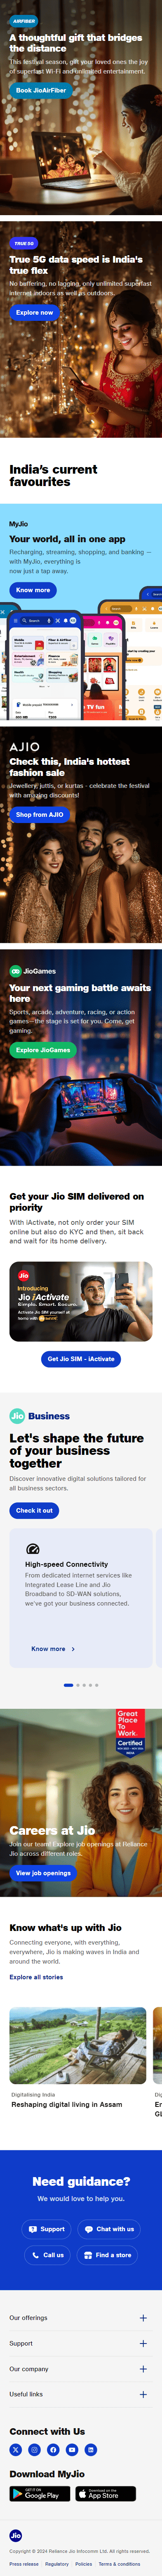 AIRFIBER
A thoughtful gift that bridges
the distance
This festival season, gift your loved ones the joy
of superfast Wi-Fi and unlimited entertainment.
Book JioAirFiber
TRUE 5G
True 5G data speed is India's
true flex
No buffering, no lagging, only unlimited superfast
internet indoors as well as outdoors.
Explore now
India's current
favourites
MyJio
Your world, all in one app
Recharging, streaming, shopping, and banking —
with MyJio, everything is
now just a tap away.
Know more
Search
Mobile
AJIO
Check this, India's hottest
fashion sale
Jewellery, juttis, or kurtas - celebrate the festival
with amazing discounts!
Shop from AJIO
JioGames
Your next gaming battle awaits
here
Sports, arcade, adventure, racing, or action
games—the stage is set for you. Come, get
gaming.
Explore JioGames
Get your Jio SIM delivered on
priority
With iActivate, not only order your SIM
online but also do KYC and then, sit back
and wait for its home delivery.
Jio
Introducing
Jio iActivate
Simple. Smart. Secure.
Activate Jio SIM yourself at
home with
Get Jio SIM - iActivate
Jio Business
Let's shape the future
of your business
together
Discover innovative digital solutions tailored for
all business sectors.
Check it out
High-speed Connectivity
From dedicated internet services like
Integrated Lease Line and Jio
Broadband to SD-WAN solutions,
we've got your business connected.
Know more
Great
Place
To
Work.
Certified
INDIA
Careers at Jio
Join our team! Explore job openings at Reliance
Jio across different roles.
View job openings
Know what's up with Jio
Connecting everyone, with everything,
everywhere, Jio is making waves in India and
around the world.
Explore all stories
Digitalising India
Reshaping digital living in Assam
Need guidance?
We would love to help you.
Support
Chat with us
Call us
Find a store
Our offerings
Support
Our company
Useful links
Connect with Us
Download MyJio
GET IT ON
Google Play
Download on the
App Store
Jio
Copyright © 2024 Reliance Jio Infocomm Ltd. All rights reserved.
Press release
Regulatory
Policies
Terms & conditions